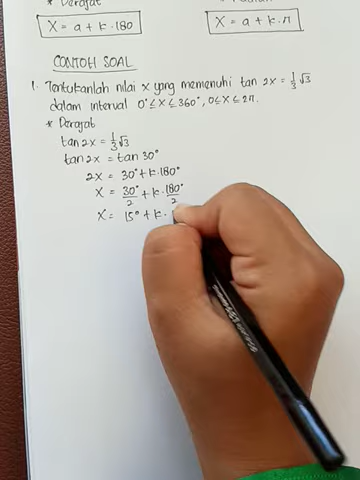 * Derajat
X = a + k · 180
X = a + k · π
CONTOH SOAL
1. Tentukanlah nilai x yang memenuhi tan 2x = 1/3 √3
dalam interval 0° ≤ x ≤ 360°, 0 ≤ x ≤ 2π.
* Derajat
tan 2x = 1/3 √3
tan 2x = tan 30°
2x = 30° + k · 180°
x = 30°/2 + k · 180°/2
x = 15° + k ·